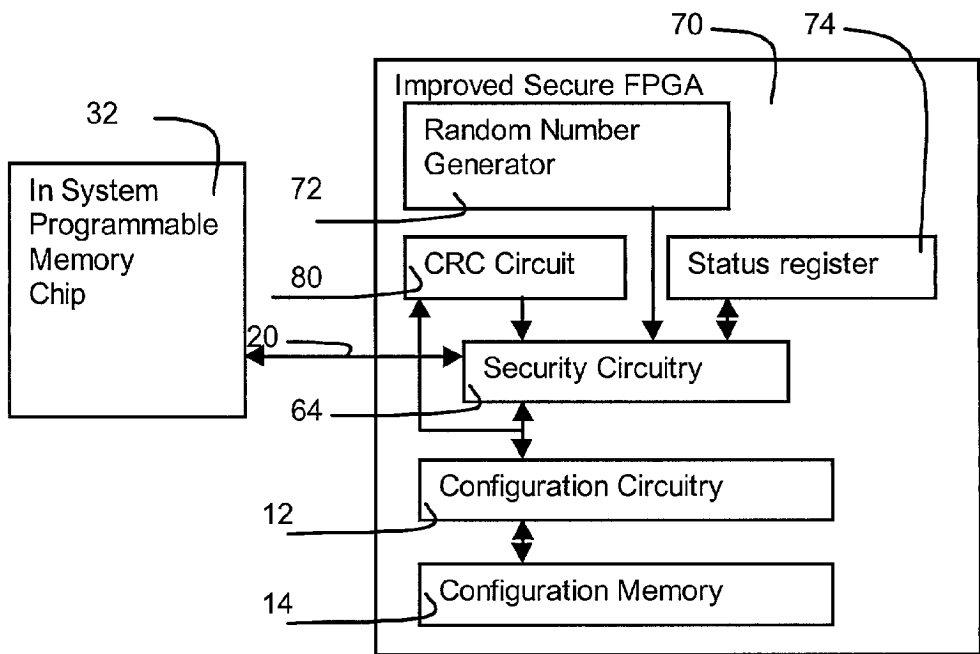 70
74
Improved Secure FPGA
32
Random Number
Generator
In System
Programmable
Memory
Chip
72
CRC Circuit
Status register
80
20
Security Circuitry
64
Configuration Circuitry
12
Configuration Memory
14